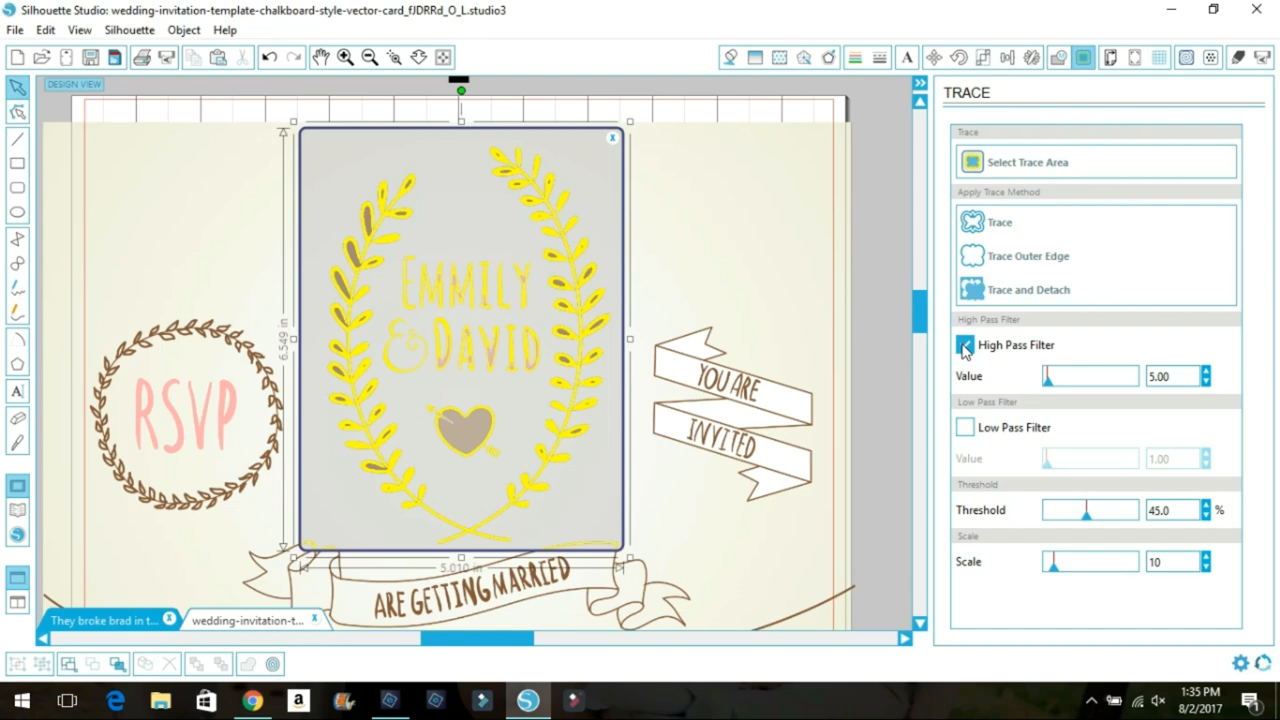 Silhouette Studio: wedding-invitation-template-chalkboard-style-vector-card_fJDRRd_O_L.studio3
File Edit View Silhouette Object Help
DESIGN VIEW
TRACE
Trace
Select Trace Area
Apply Trace Method
Trace
Trace Outer Edge
Trace and Detach
High Pass Filter
High Pass Filter
Value 5.00
Low Pass Filter
Low Pass Filter
Value 1.00
Threshold
Threshold 45.0 %
Scale
Scale 10
x
EMMILY
& DAVID
6.549 in
RSVP
YOU ARE
INVITED
5.010 in
ARE GETTING MARRIED
They broke brad in t... x wedding-invitation-t... x
1:35 PM
8/2/2017